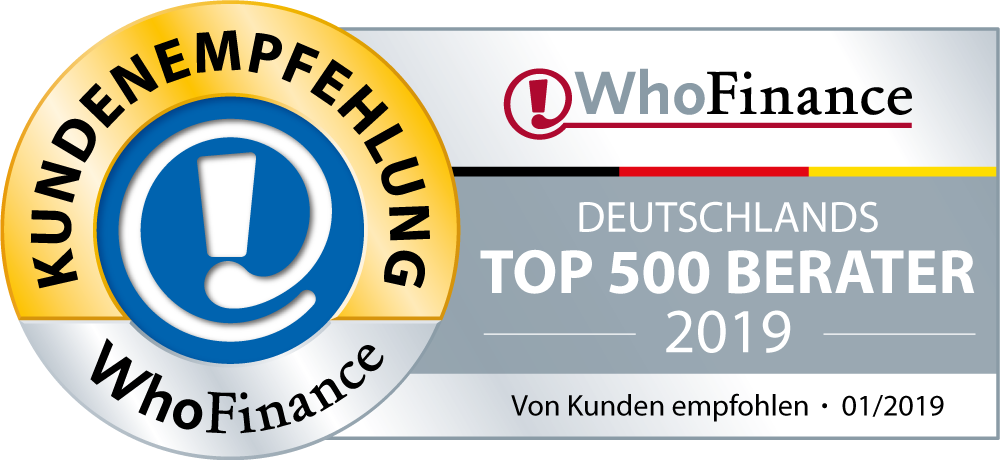 KUNDENEMPFEHLUNG
WhoFinance
WhoFinance
DEUTSCHLANDS
TOP 500 BERATER
2019
Von Kunden empfohlen • 01/2019